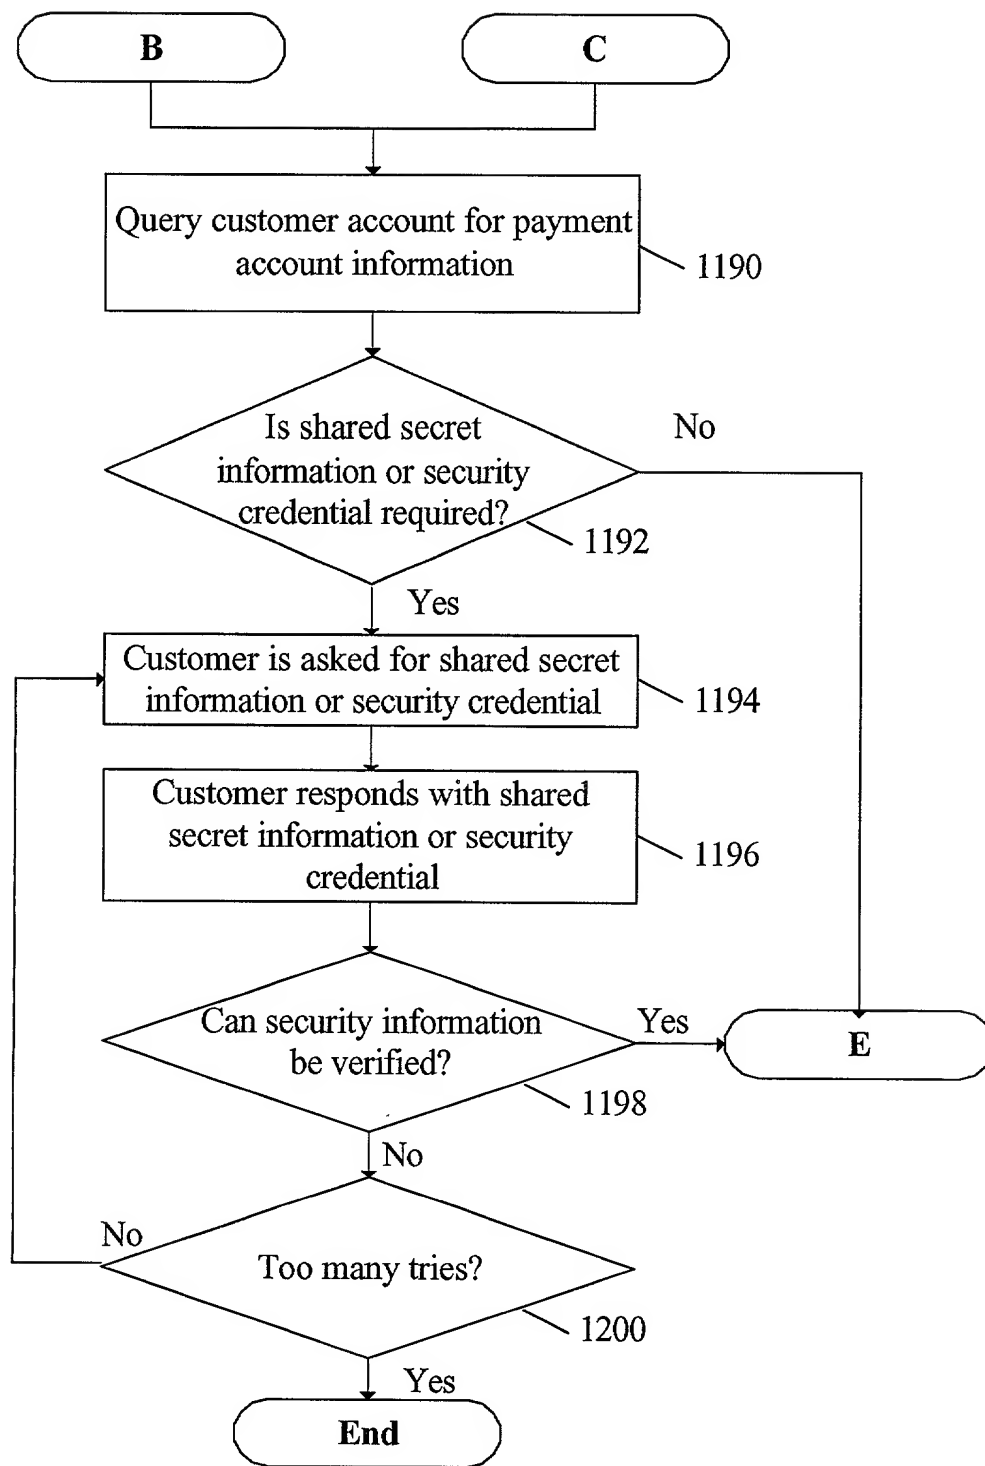 B
C
Query customer account for payment
account information
1190
Is shared secret
information or security
credential required?
No
1192
Yes
Customer is asked for shared secret
information or security credential
1194
Customer responds with shared
secret information or security
credential
1196
Can security information
be verified?
Yes
E
1198
No
No
Too many tries?
1200
Yes
End